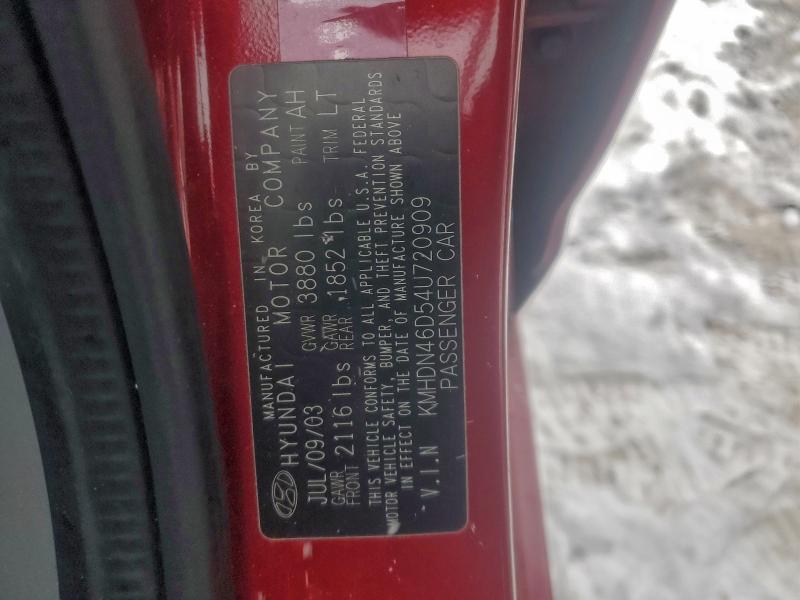 MANUFACTURED IN KOREA BY
HYUNDAI MOTOR COMPANY
JUL/09/03 GVWR 3880 lbs PAINT AH
GAWR FRONT 2116 lbs GAWR REAR 1852 lbs TRIM LT
THIS VEHICLE CONFORMS TO ALL APPLICABLE U.S.A. FEDERAL
MOTOR VEHICLE SAFETY, BUMPER, AND THEFT PREVENTION STANDARDS
IN EFFECT ON THE DATE OF MANUFACTURE SHOWN ABOVE
V.I.N KMHDN46D54U720909
PASSENGER CAR